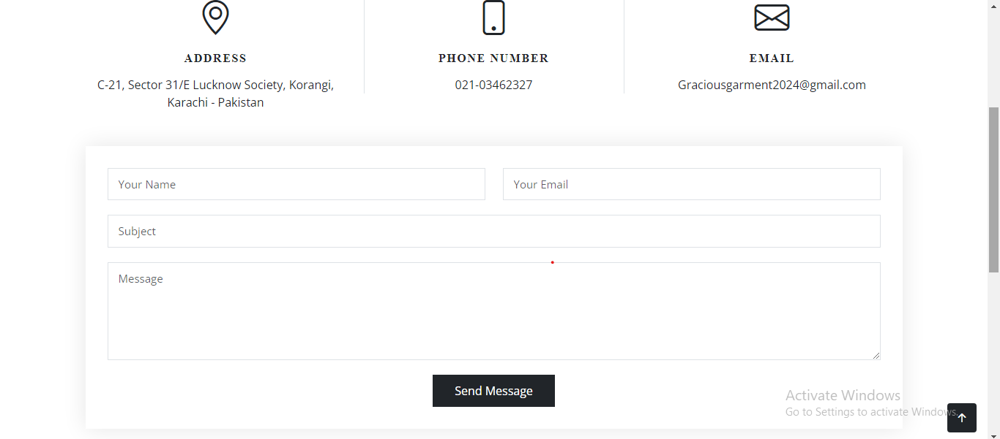 ADDRESS
C-21, Sector 31/E Lucknow Society, Korangi,
Karachi - Pakistan
PHONE NUMBER
021-03462327
EMAIL
Graciousgarment2024@gmail.com
Your Name
Your Email
Subject
Message
Send Message
Activate Windows
Go to Settings to activate Windows.